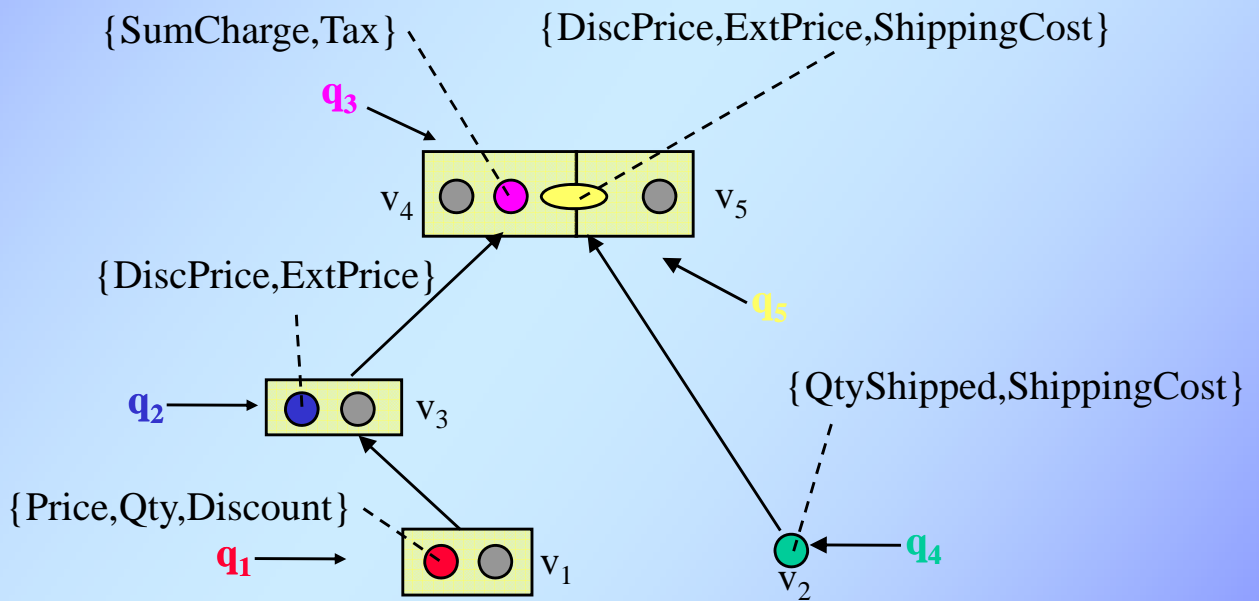 {SumCharge,Tax}
{DiscPrice,ExtPrice,ShippingCost}
q₃
v₄
v₅
{DiscPrice,ExtPrice}
q₅
q₂
v₃
{QtyShipped,ShippingCost}
{Price,Qty,Discount}
q₁
v₁
q₄
v₂